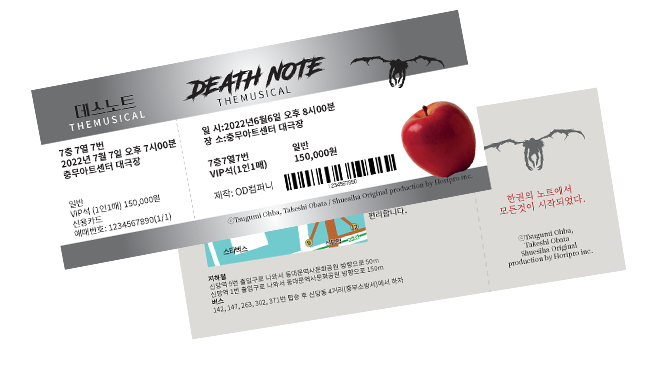 데스노트
THEMUSICAL
7층 7열 7번
2022년 7월 7일 오후 7시00분
충무아트센터 대극장
일반
VIP석 (1인1매) 150,000원
신용카드
예매번호: 1234567890(1/1)
DEATH NOTE
THEMUSICAL
일 시:2022년6월6일 오후 8시00분
장 소:충무아트센터 대극장
7층7열7번
VIP석(1인1매)
일반
150,000원
제작: OD컴퍼니
1234567890
©Tsugumi Ohba, Takeshi Obata / Shueisha Original production by Horipro inc.
편리합니다.
스타벅스
신당역
지하철
신당역 9번 출입구로 나와서 동대문역사문화공원 방향으로 50m
신당역 1번 출입구로 나와서 동대문역사문화공원 방향으로 150m
버스
142, 147, 263, 302, 371번 탑승 후 신당동 4거리(중부소방서)에서 하차
한권의 노트에서
모든것이 시작되었다.
©Tsugumi Ohba,
Takeshi Obata
Shueisha Original
production by Horipro inc.